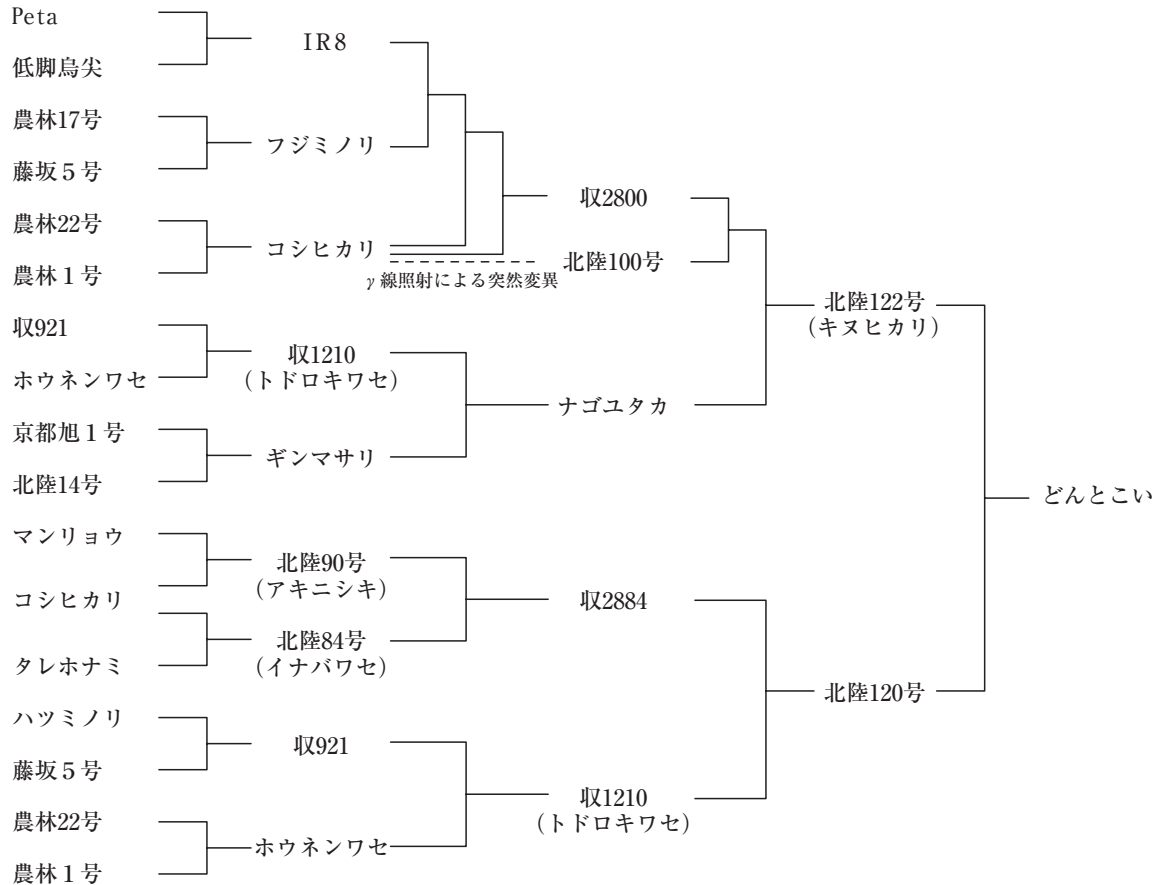 Peta
低脚烏尖
農林17号
藤坂５号
農林22号
農林１号
収921
ホウネンワセ
京都旭１号
北陸14号
マンリョウ
コシヒカリ
タレホナミ
ハツミノリ
藤坂５号
農林22号
農林１号
IR8
フジミノリ
コシヒカリ
γ線照射による突然変異
収1210
（トドロキワセ）
ギンマサリ
北陸90号
（アキニシキ）
北陸84号
（イナバワセ）
収921
ホウネンワセ
収2800
北陸100号
ナゴユタカ
収2884
収1210
（トドロキワセ）
北陸122号
（キヌヒカリ）
北陸120号
どんとこい